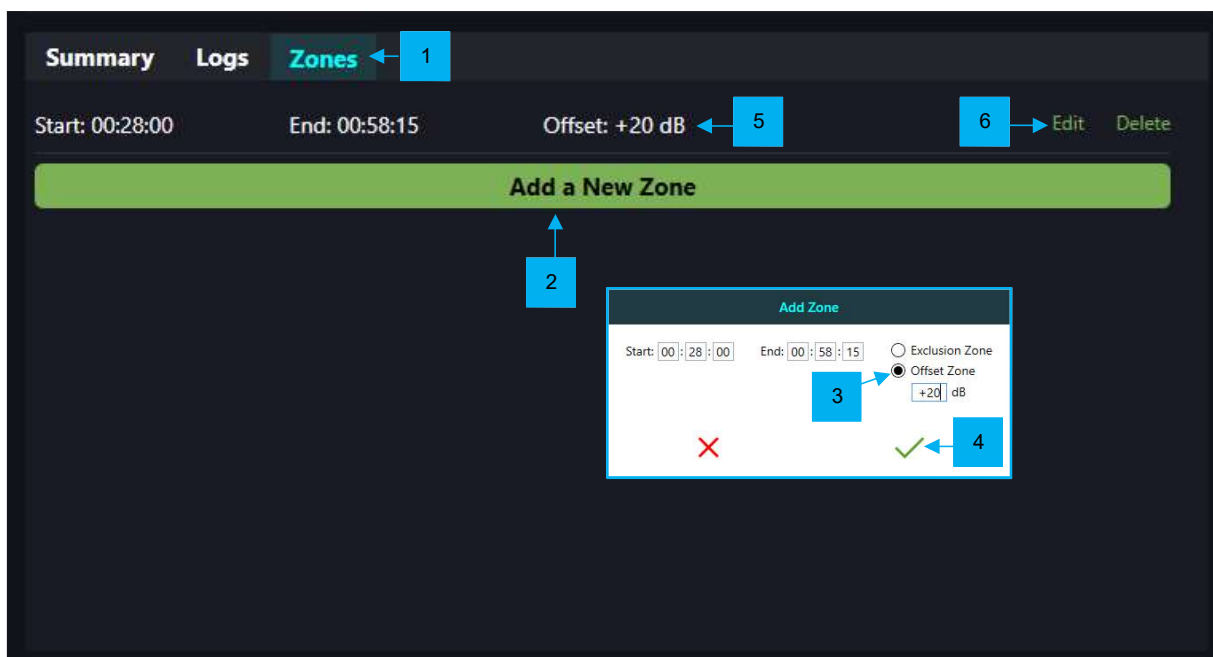 Summary Logs Zones 1
Start: 00:28:00 End: 00:58:15 Offset: +20 dB 5 6 Edit Delete
Add a New Zone
2
Add Zone
Start: 00 : 28 : 00 End: 00 : 58 : 15 Exclusion Zone
Offset Zone
3 +20 dB
4